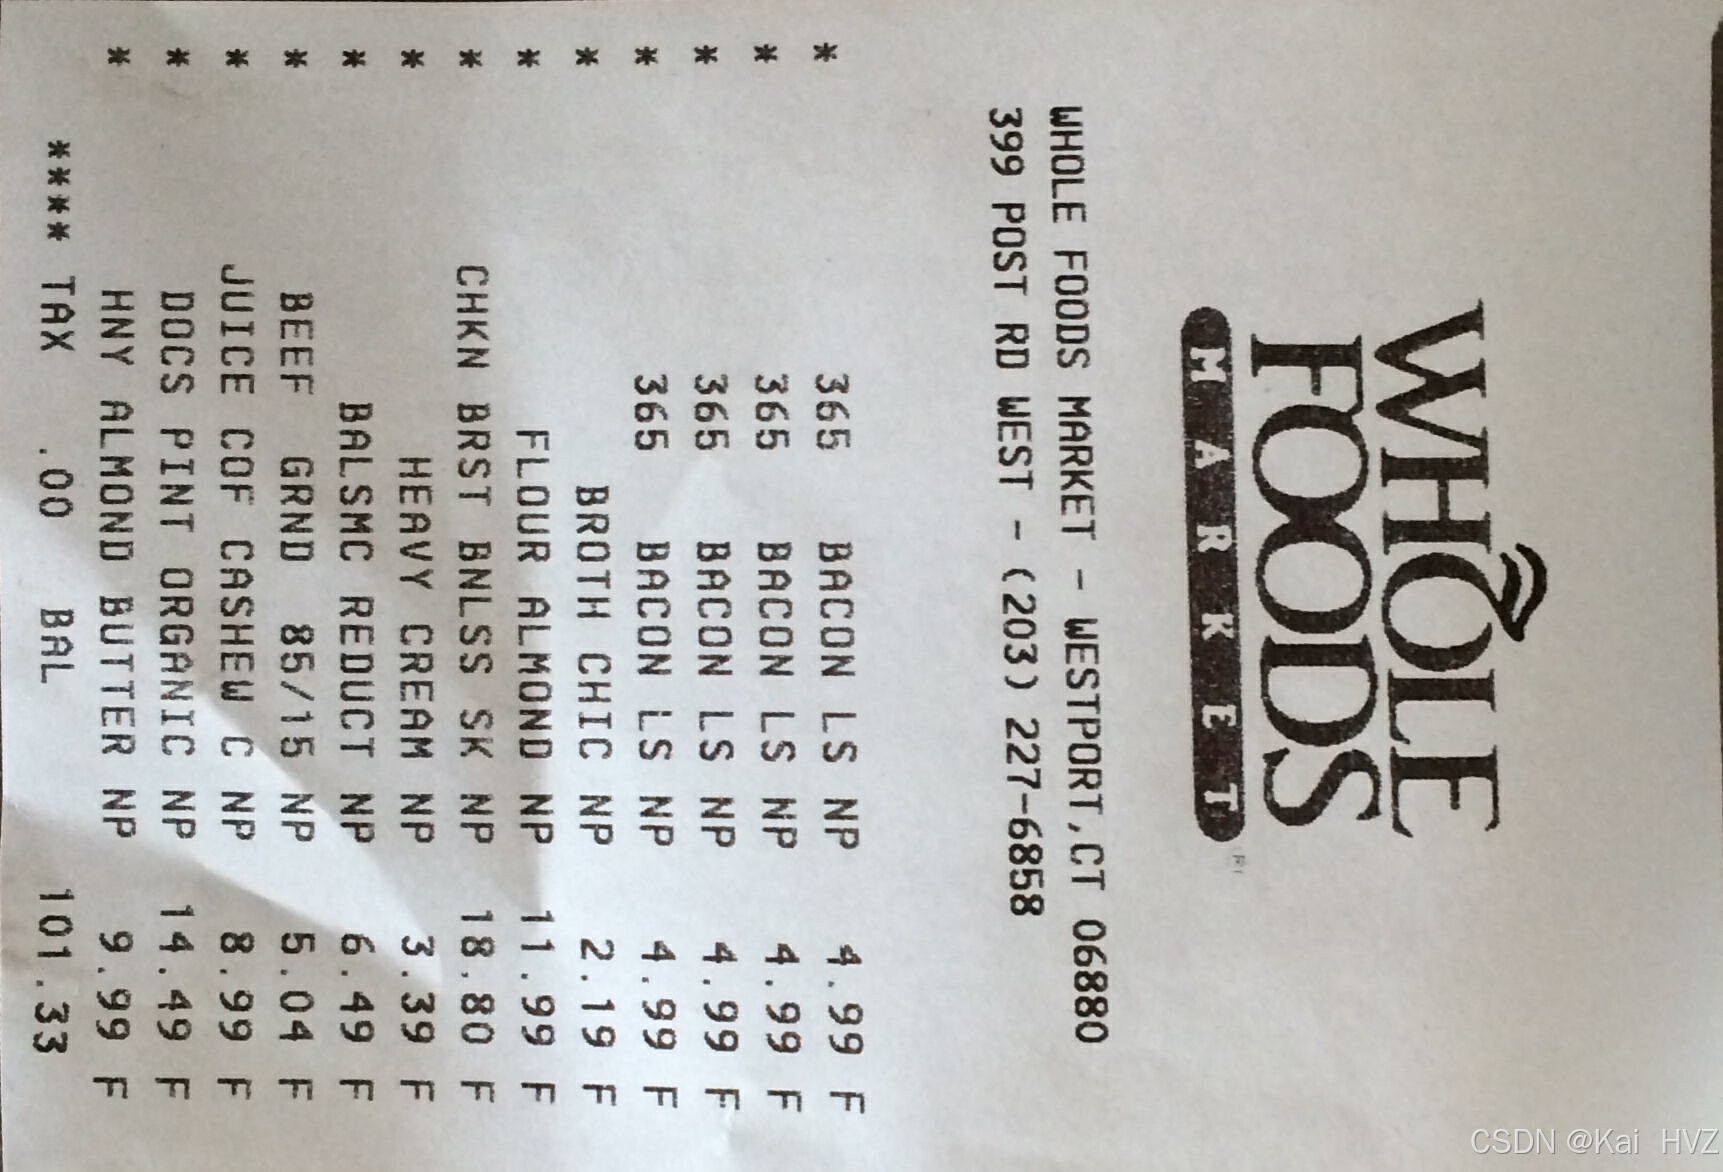 WHOLE
FOODS
MARKET
WHOLE FOODS MARKET - WESTPORT,CT 06880
399 POST RD WEST - (203) 227-6858
* 365 BACON LS NP 4.99 F
* 365 BACON LS NP 4.99 F
* 365 BACON LS NP 4.99 F
* 365 BACON LS NP 4.99 F
* BROTH CHIC NP 2.19 F
* FLOUR ALMOND NP 11.99 F
* CHKN BRST BNLSS SK NP 18.80 F
* HEAVY CREAM NP 3.39 F
* BALSMC REDUCT NP 6.49 F
* BEEF GRND 85/15 NP 5.04 F
* JUICE COF CASHEW C NP 8.99 F
* DOCS PINT ORGANIC NP 14.49 F
* HNY ALMOND BUTTER NP 9.99 F
**** TAX .00 BAL 101.33
CSDN @Kai HVZ